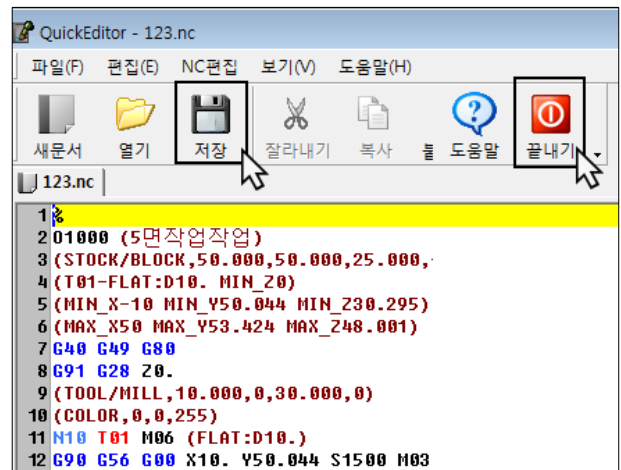 QuickEditor - 123.nc
파일(F) 편집(E) NC편집 보기(V) 도움말(H)
새문서 열기 저장 잘라내기 복사 도움말 끝내기
123.nc
1 %
2 O1000 (5면작업작업)
3 (STOCK/BLOCK,50.000,50.000,25.000,
4 (T01-FLAT:D10. MIN_Z0)
5 (MIN_X-10 MIN_Y50.044 MIN_Z30.295)
6 (MAX_X50 MAX_Y53.424 MAX_Z48.001)
7 G40 G49 G80
8 G91 G28 Z0.
9 (TOOL/MILL,10.000,0,30.000,0)
10 (COLOR,0,0,255)
11 N10 T01 M06 (FLAT:D10.)
12 G90 G56 G00 X10. Y50.044 S1500 M03